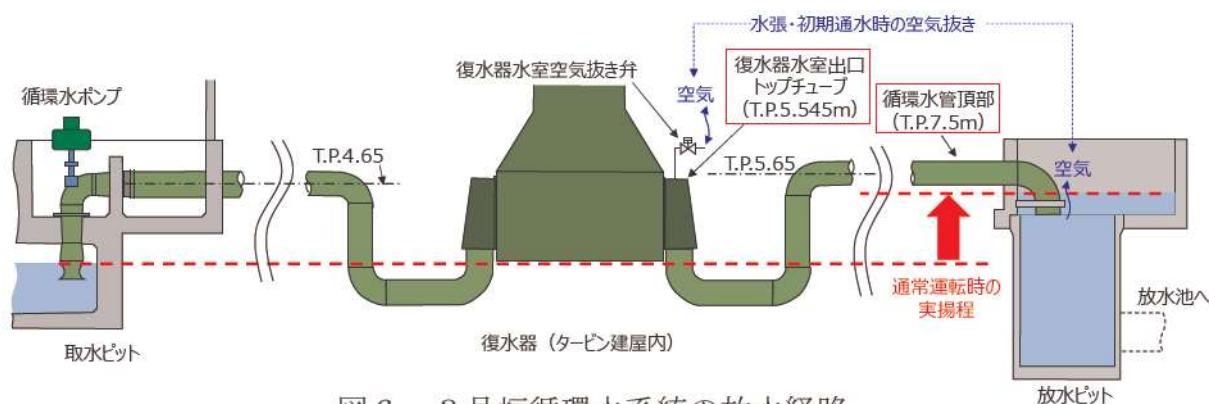 水張・初期通水時の空気抜き
循環水ポンプ
復水器水室空気抜き弁
空気
復水器水室出口
トップチューブ
(T.P.5.545m)
循環水管頂部
(T.P.7.5m)
T.P.4.65
T.P.5.65
空気
通常運転時の
実揚程
放水池へ
取水ピット
復水器（タービン建屋内）
放水ピット